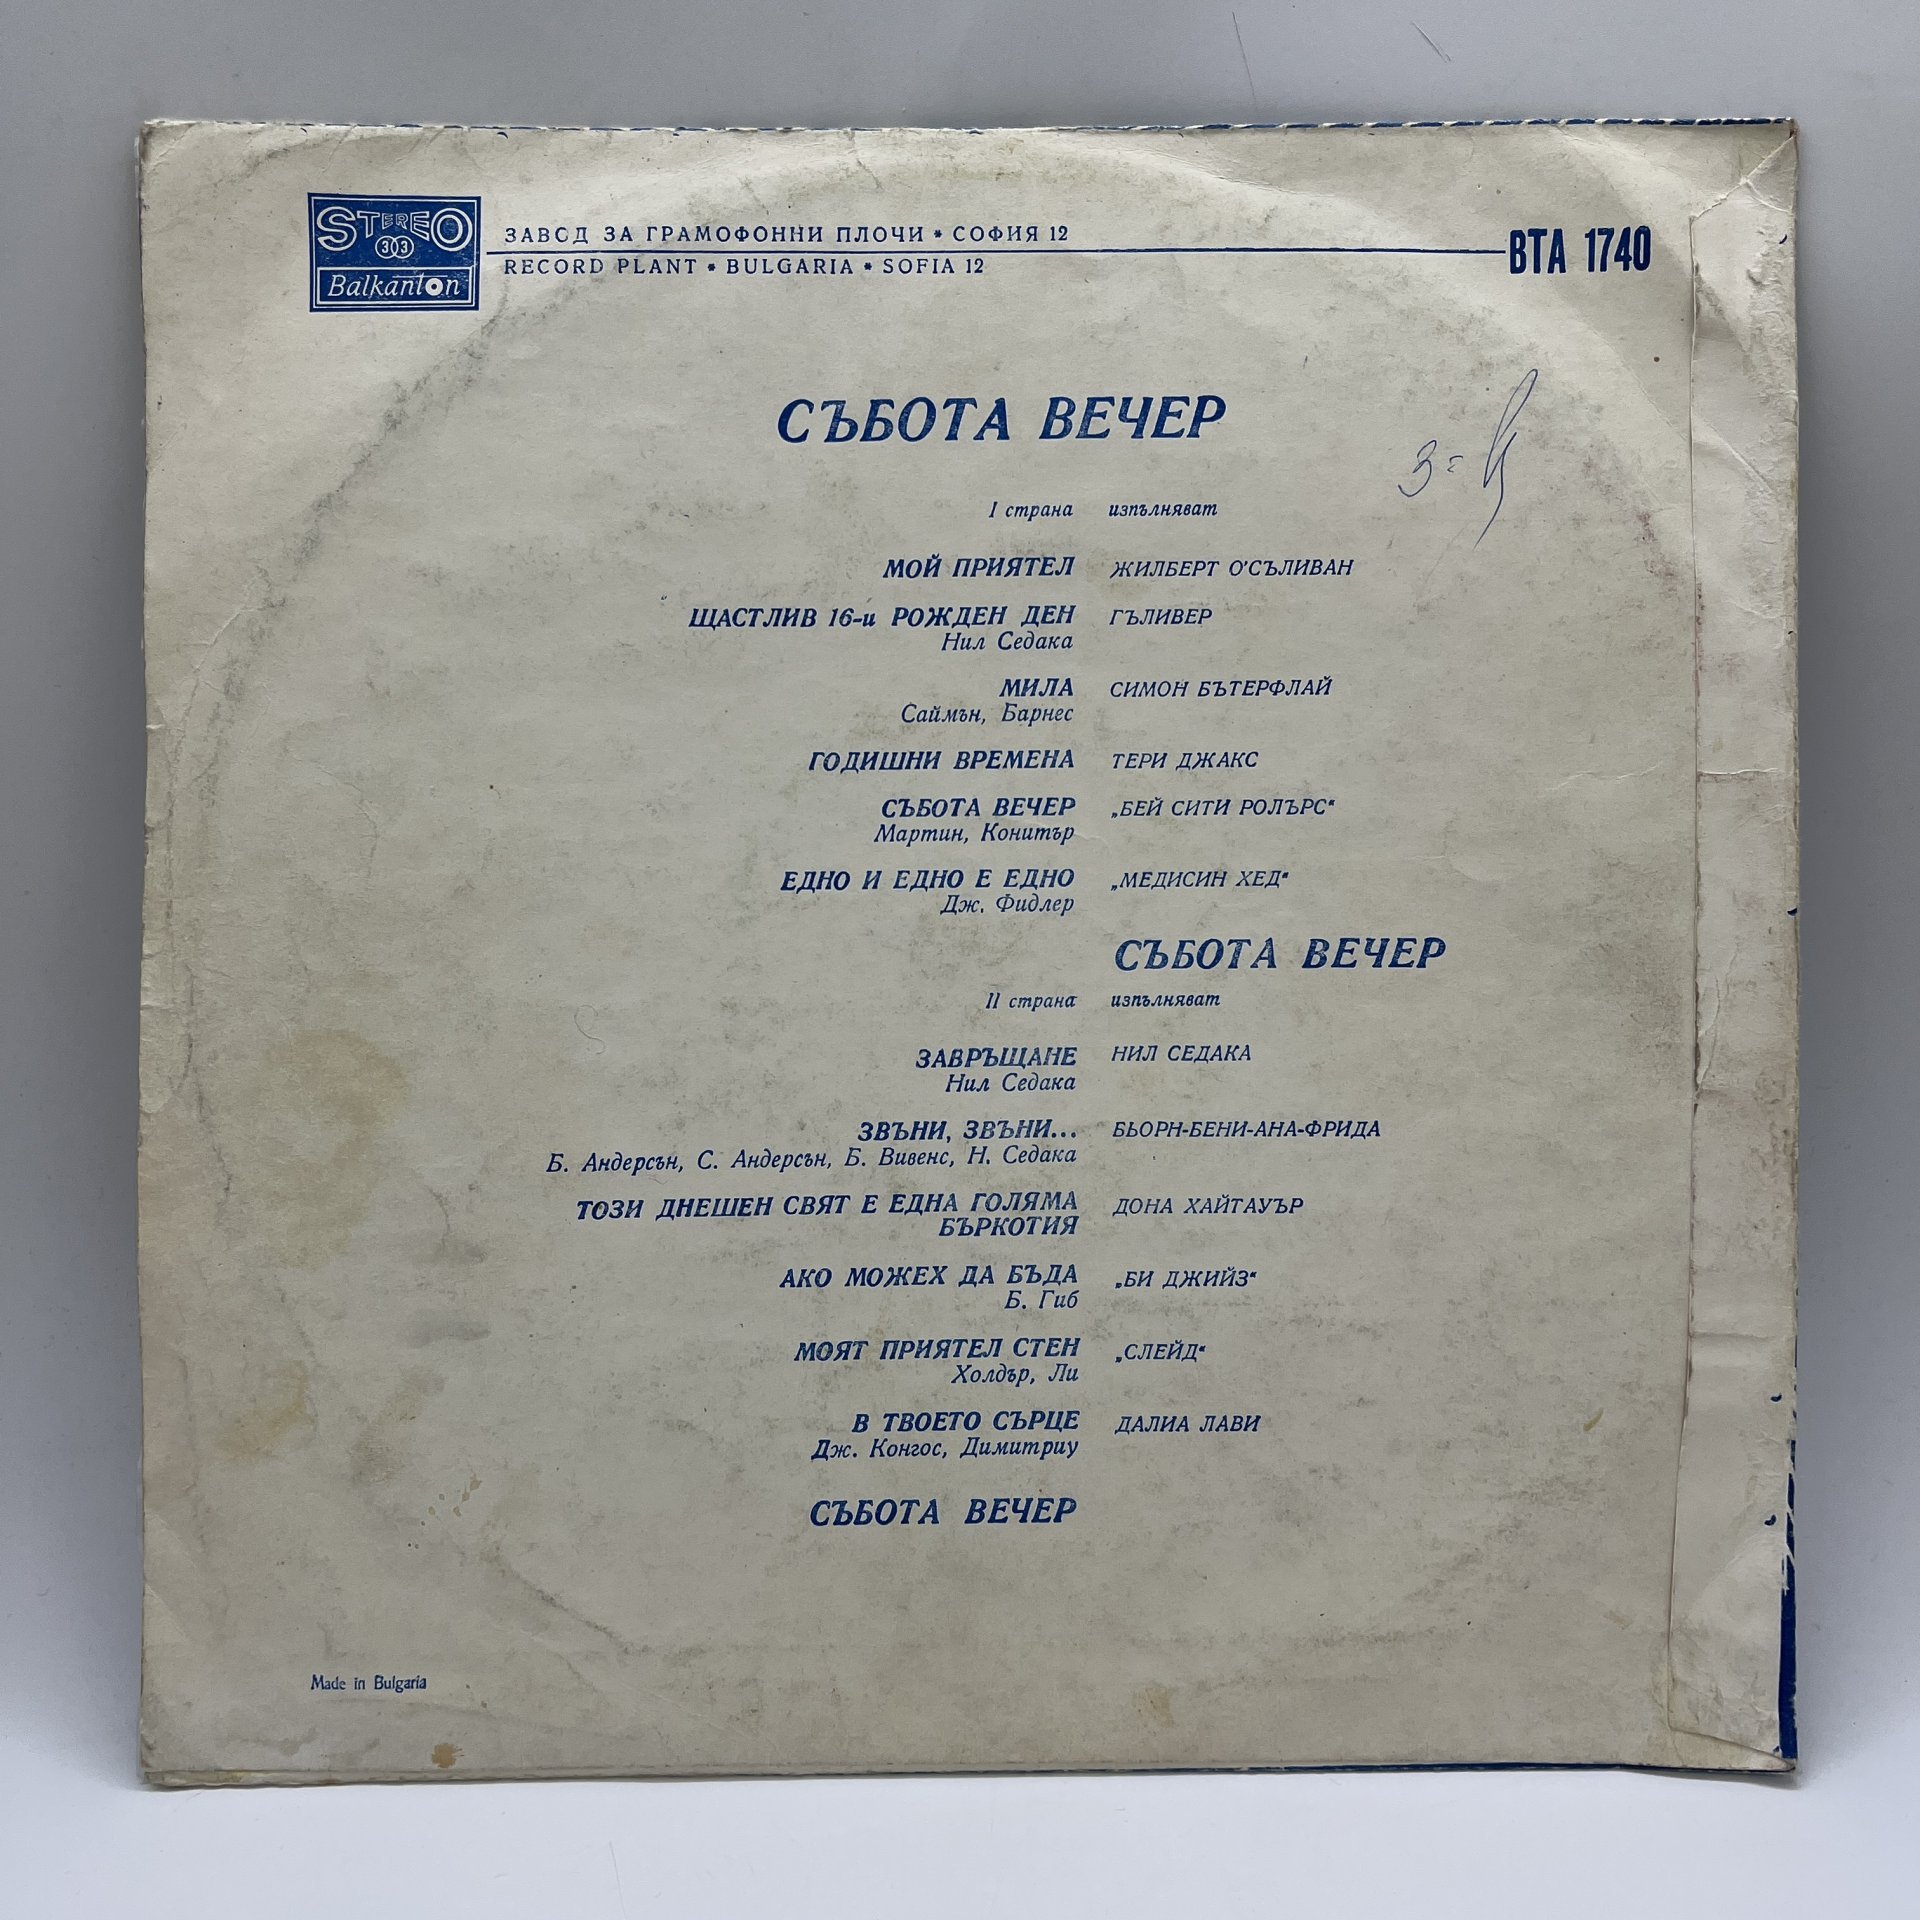 STEREO
33
Balkanton
ЗАВОД ЗА ГРАМОФОННИ ПЛОЧИ * СОФИЯ 12
RECORD PLANT * BULGARIA * SOFIA 12
ВТА 1740
СЪБОТА ВЕЧЕР
I страна изпълняват
МОЙ ПРИЯТЕЛ ЖИЛБЕРТ О'СЪЛИВАН
ЩАСТЛИВ 16-и РОЖДЕН ДЕН ГЪЛИВЕР
Нил Седака
МИЛА СИМОН БЪТЕРФЛАЙ
Саймън, Барнес
ГОДИШНИ ВРЕМЕНА ТЕРИ ДЖАКС
СЪБОТА ВЕЧЕР „БЕЙ СИТИ РОЛЪРС“
Мартин, Конитър
ЕДНО И ЕДНО Е ЕДНО „МЕДИСИН ХЕД“
Дж. Фидлер
СЪБОТА ВЕЧЕР
II страна изпълняват
ЗАВРЪЩАНЕ НИЛ СЕДАКА
Нил Седака
ЗВЪНИ, ЗВЪНИ... БЬОРН-БЕНИ-АНА-ФРИДА
Б. Андерсън, С. Андерсън, Б. Вивенс, Н. Седака
ТОЗИ ДНЕШЕН СВЯТ Е ЕДНА ГОЛЯМА ДОНА ХАЙТАУЪР
БЪРКОТИЯ
АКО МОЖЕХ ДА БЪДА „БИ ДЖИЙЗ“
Б. Гиб
МОЯТ ПРИЯТЕЛ СТЕН „СЛЕЙД“
Холдър, Ли
В ТВОЕТО СЪРЦЕ ДАЛИА ЛАВИ
Дж. Конгос, Димитриу
СЪБОТА ВЕЧЕР
Made in Bulgaria